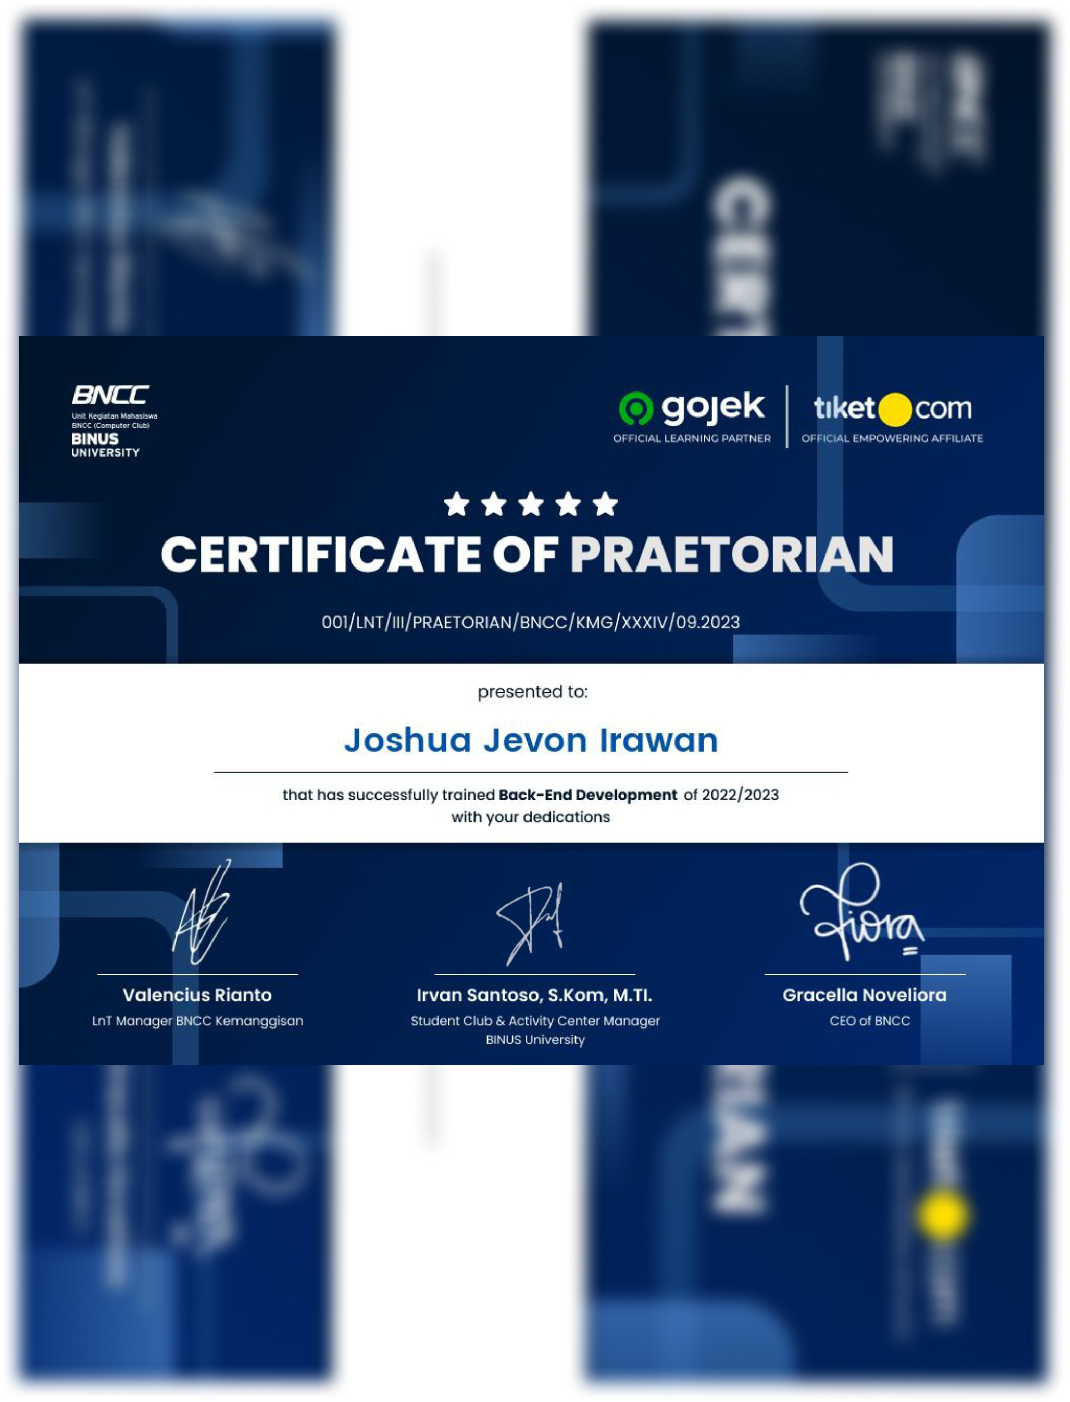 BNCC
Unit Kegiatan Mahasiswa
BNCC (Computer Club)
BINUS
UNIVERSITY
gojek
OFFICIAL LEARNING PARTNER
tiket.com
OFFICIAL EMPOWERING AFFILIATE
CERTIFICATE OF PRAETORIAN
001/LNT/III/PRAETORIAN/BNCC/KMG/XXXIV/09.2023
presented to:
Joshua Jevon Irawan
that has successfully trained Back-End Development of 2022/2023
with your dedications
fiora
Valencius Rianto
LnT Manager BNCC Kemanggisan
Irvan Santoso, S.Kom, M.TI.
Student Club & Activity Center Manager
BINUS University
Gracella Noveliora
CEO of BNCC